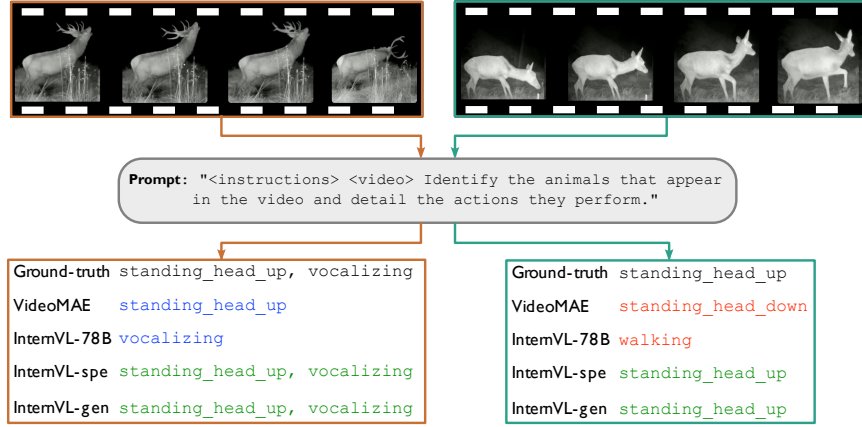 Prompt: "<instructions> <video> Identify the animals that appear
in the video and detail the actions they perform."
Ground-truth standing_head_up, vocalizing
VideoMAE standing_head_up
InternVL-78B vocalizing
InternVL-spe standing_head_up, vocalizing
InternVL-gen standing_head_up, vocalizing
Ground-truth standing_head_up
VideoMAE standing_head_down
InternVL-78B walking
InternVL-spe standing_head_up
InternVL-gen standing_head_up